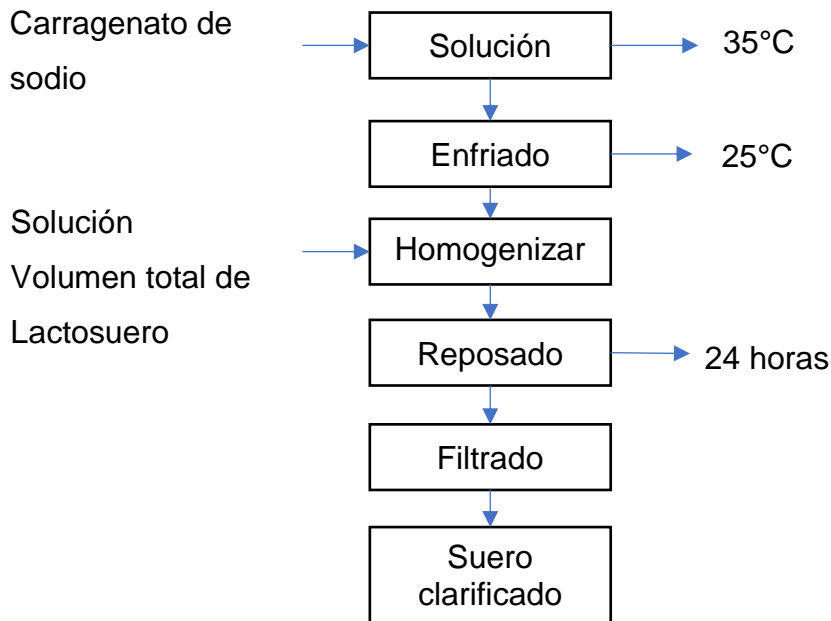 Carragenato de
sodio
Solución
35°C
Enfriado
25°C
Solución
Volumen total de
Lactosuero
Homogenizar
Reposado
24 horas
Filtrado
Suero
clarificado